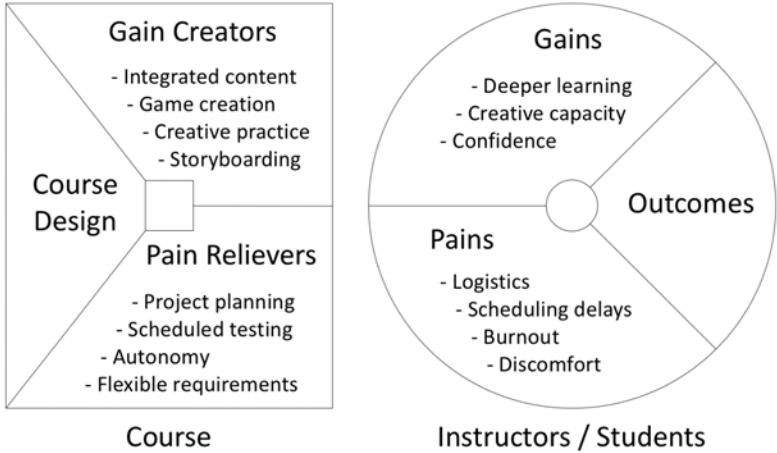 Gain Creators
- Integrated content
- Game creation
- Creative practice
- Storyboarding
Course
Design
Pain Relievers
- Project planning
- Scheduled testing
- Autonomy
- Flexible requirements
Course
Gains
- Deeper learning
- Creative capacity
- Confidence
Outcomes
Pains
- Logistics
- Scheduling delays
- Burnout
- Discomfort
Instructors / Students